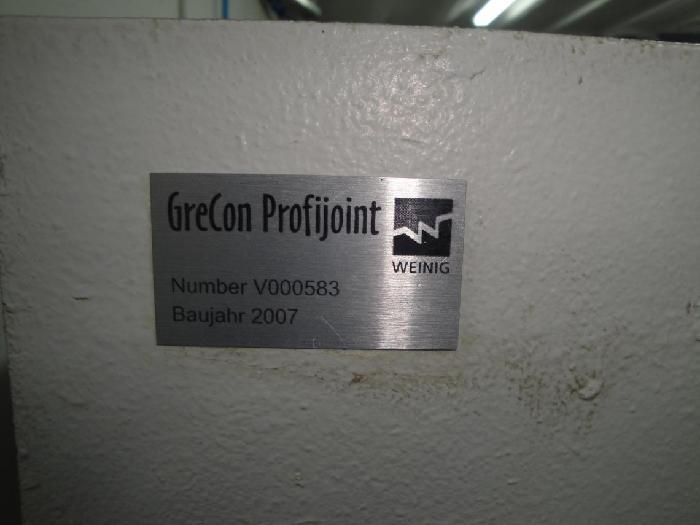 GreCon Profijoint
WEINIG
Number V000583
Baujahr 2007